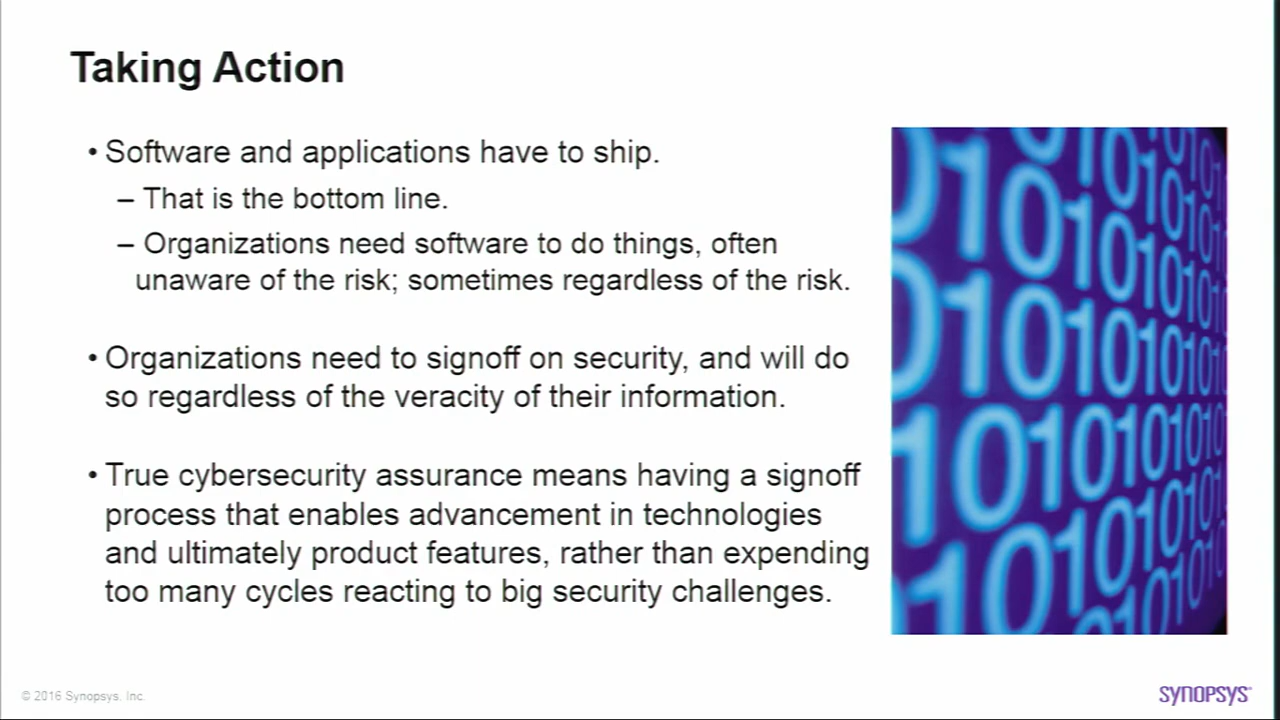 Taking Action
• Software and applications have to ship.
– That is the bottom line.
– Organizations need software to do things, often
unaware of the risk; sometimes regardless of the risk.
• Organizations need to signoff on security, and will do
so regardless of the veracity of their information.
• True cybersecurity assurance means having a signoff
process that enables advancement in technologies
and ultimately product features, rather than expending
too many cycles reacting to big security challenges.
© 2016 Synopsys, Inc.
SYNOPSYS